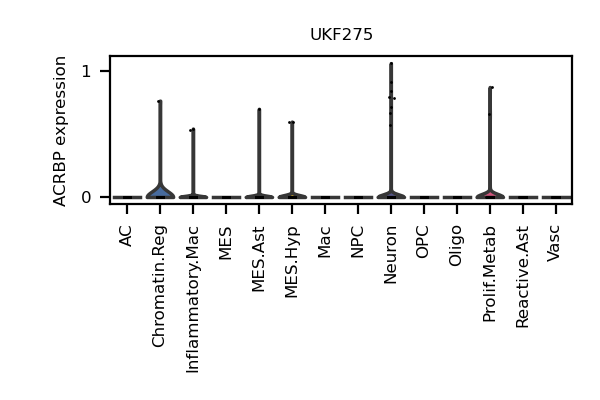 UKF275
ACRBP expression
1
0
AC
Chromatin.Reg
Inflammatory.Mac
MES
MES.Ast
MES.Hyp
Mac
NPC
Neuron
OPC
Oligo
Prolif.Metab
Reactive.Ast
Vasc